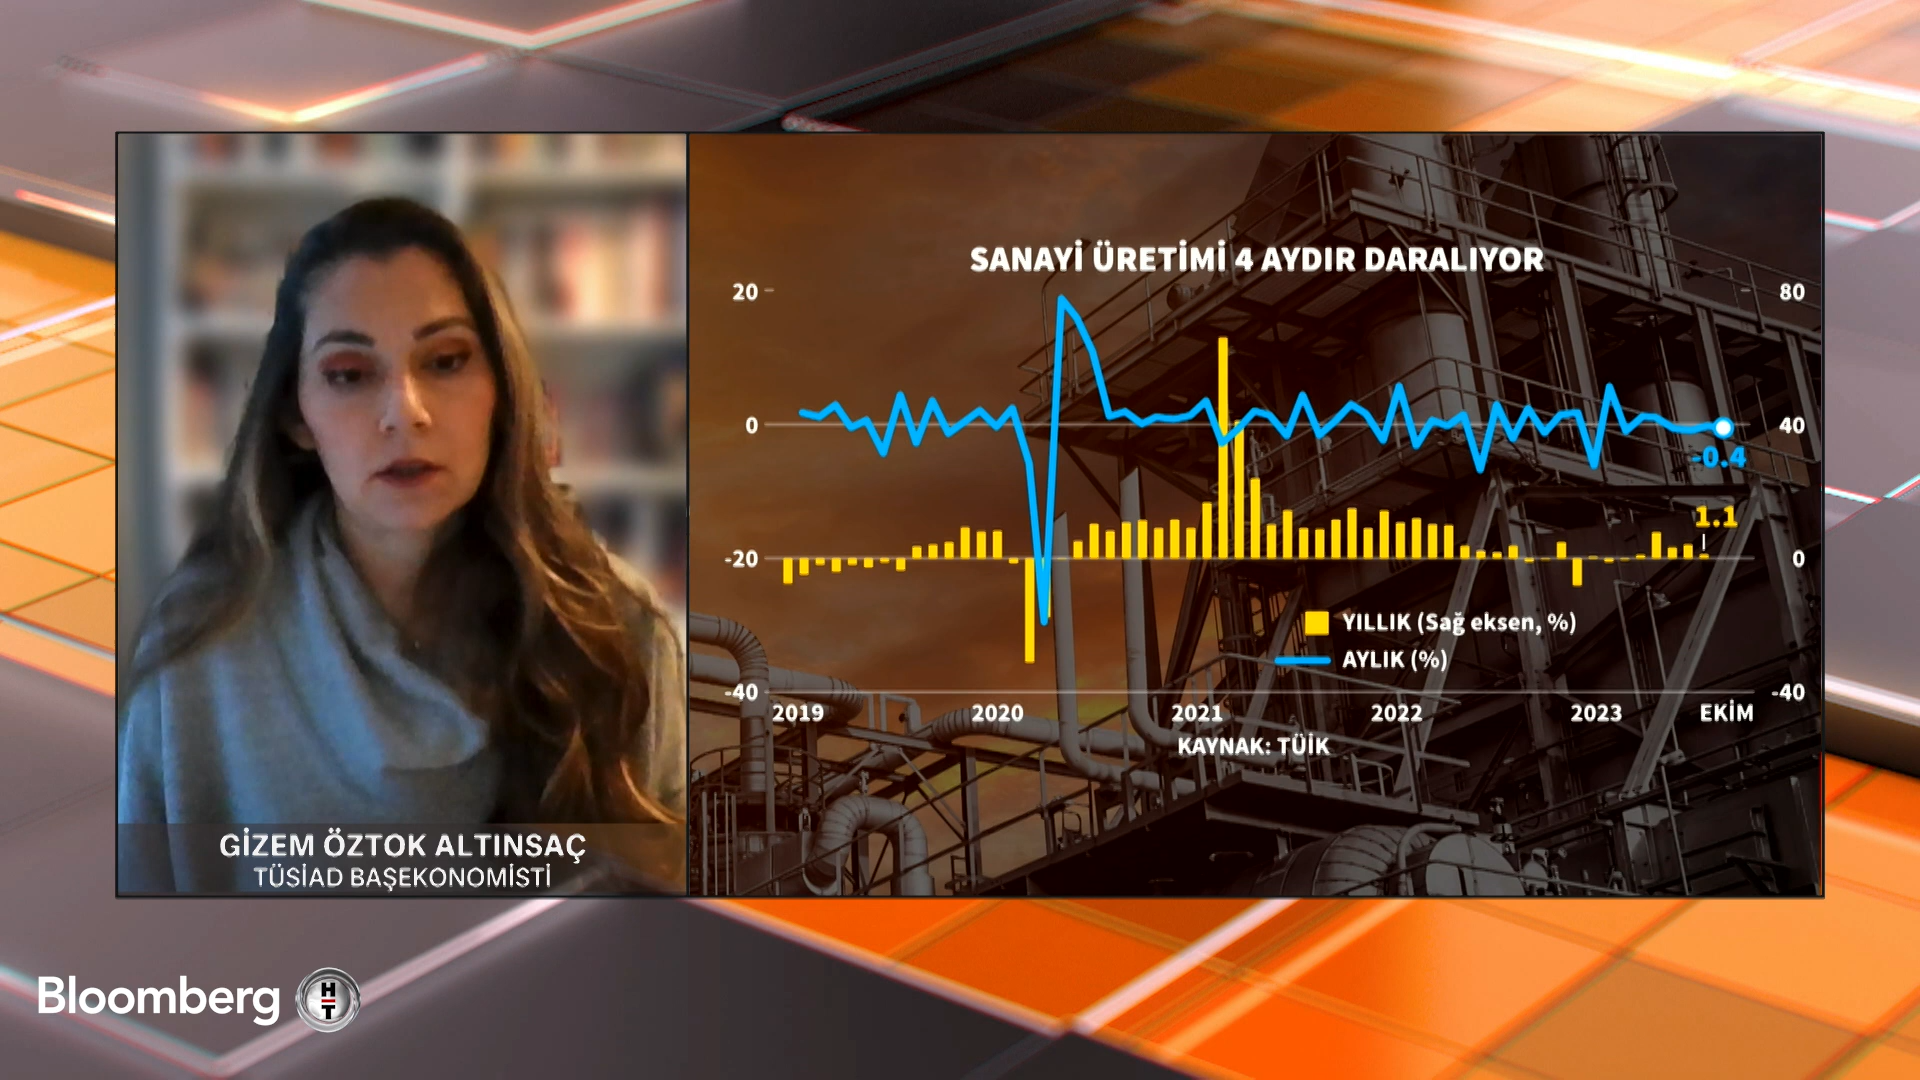 SANAYİ ÜRETİMİ 4 AYDIR DARALIYOR
20
80
0
40
-0.4
1.1
-20
0
YILLIK (Sağ eksen, %)
AYLIK (%)
-40
-40
2019
2020
2021
2022
2023
EKİM
KAYNAK: TÜİK
GİZEM ÖZTOK ALTINSAÇ
TÜSİAD BAŞEKONOMİSTİ
Bloomberg HT